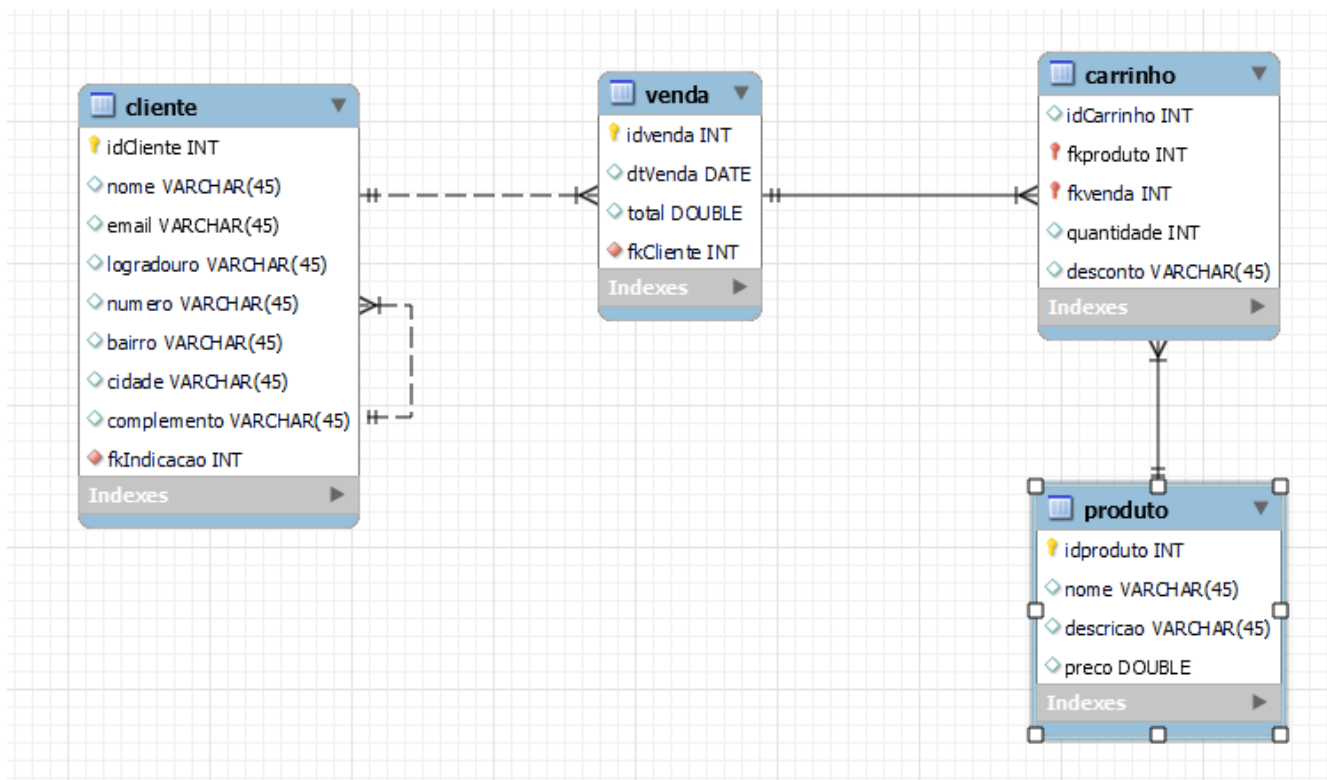 cliente
idCliente INT
nome VARCHAR(45)
email VARCHAR(45)
logradouro VARCHAR(45)
numero VARCHAR(45)
bairro VARCHAR(45)
cidade VARCHAR(45)
complemento VARCHAR(45)
fkIndicacao INT
Indexes
venda
idvenda INT
dtVenda DATE
total DOUBLE
fkCliente INT
Indexes
carrinho
idCarrinho INT
fkproduto INT
fkvenda INT
quantidade INT
desconto VARCHAR(45)
Indexes
produto
idproduto INT
nome VARCHAR(45)
descricao VARCHAR(45)
preco DOUBLE
Indexes